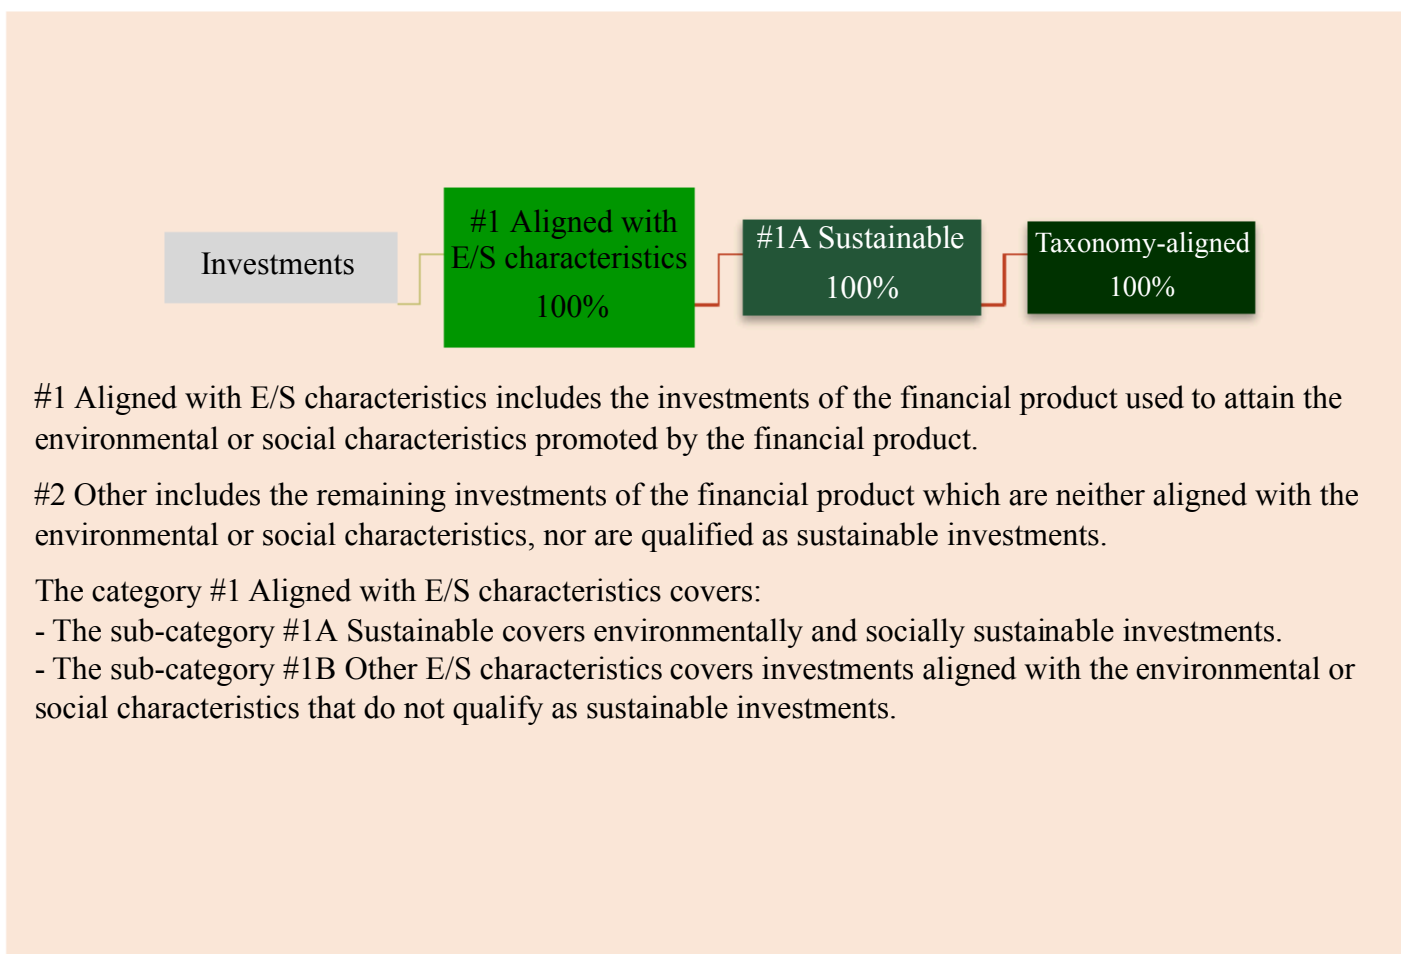 Investments
#1 Aligned with
E/S characteristics
100%
#1A Sustainable
100%
Taxonomy-aligned
100%
#1 Aligned with E/S characteristics includes the investments of the financial product used to attain the
environmental or social characteristics promoted by the financial product.
#2 Other includes the remaining investments of the financial product which are neither aligned with the
environmental or social characteristics, nor are qualified as sustainable investments.
The category #1 Aligned with E/S characteristics covers:
- The sub-category #1A Sustainable covers environmentally and socially sustainable investments.
- The sub-category #1B Other E/S characteristics covers investments aligned with the environmental or
social characteristics that do not qualify as sustainable investments.